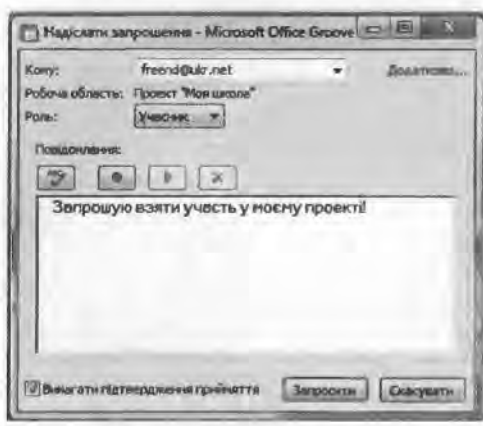 Надіслати запрошення - Microsoft Office Groove
Кому: freend@ukr.net Додатково...
Робоча область: Проект "Моя школа"
Роль: Учасник
Повідомлення:
Запрошую взяти участь у моєму проекті!
Вимагати підтвердження прийняття Запросити Скасувати